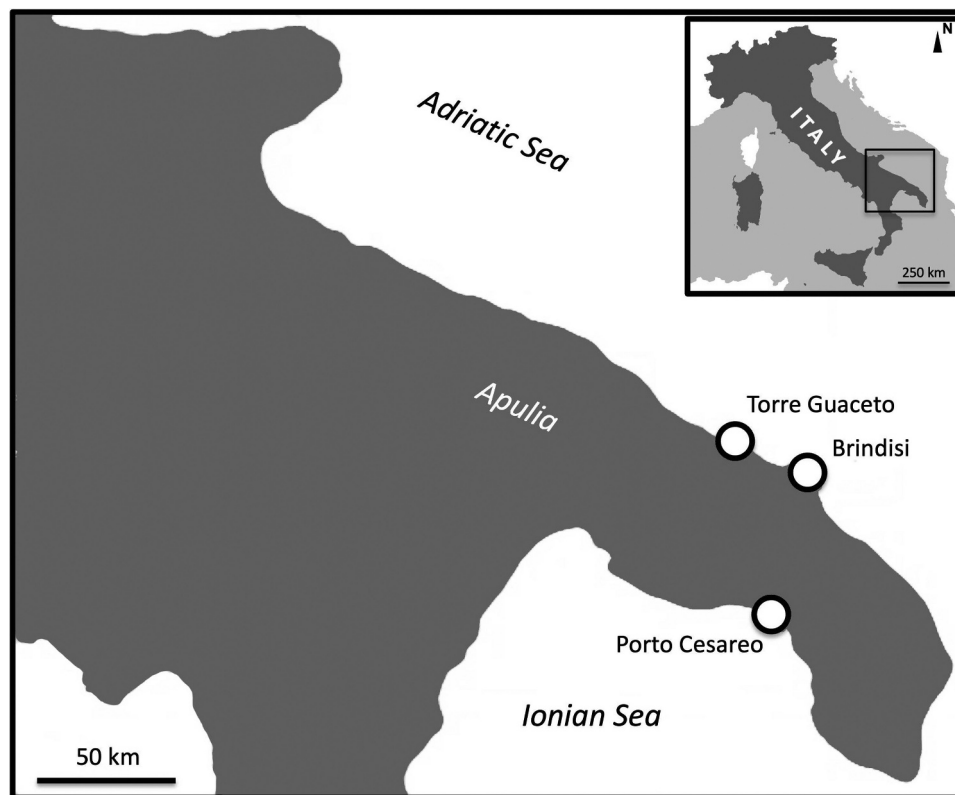 Adriatic Sea
N
ITALY
250 km
Apulia
Torre Guaceto
Brindisi
Porto Cesareo
Ionian Sea
50 km